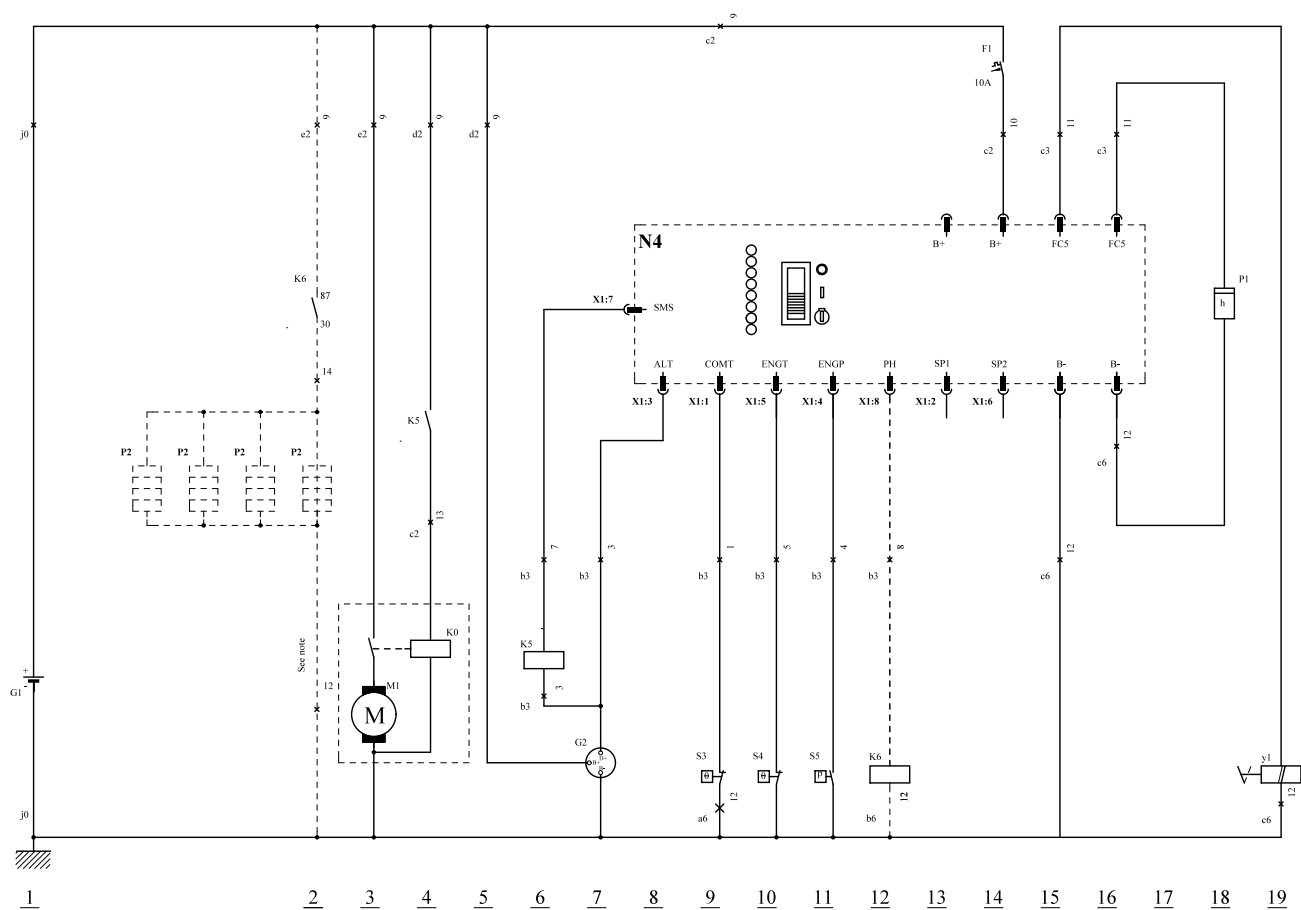 9
c2
F1
10A
j0
9
e2
9
e2
9
d2
9
d2
10
c2
11
c3
11
c3
N4
B+
B+
FC5
FC5
K6
87
30
X1:7
SMS
P1
h
14
ALT
COMT
ENGT
ENGP
PH
SP1
SP2
B-
B-
X1:3
X1:1
X1:5
X1:4
X1:8
X1:2
X1:6
K5
12
c6
P2
P2
P2
P2
13
c2
7
b3
3
b3
1
b3
5
b3
4
b3
8
b3
12
c6
See note
K0
K5
+
G1
-
12
M1
M
3
b3
G2
B+
D+
S3
θ
S4
θ
S5
P
K6
y1
12
12
12
j0
a6
b6
c6
1 2 3 4 5 6 7 8 9 10 11 12 13 14 15 16 17 18 19